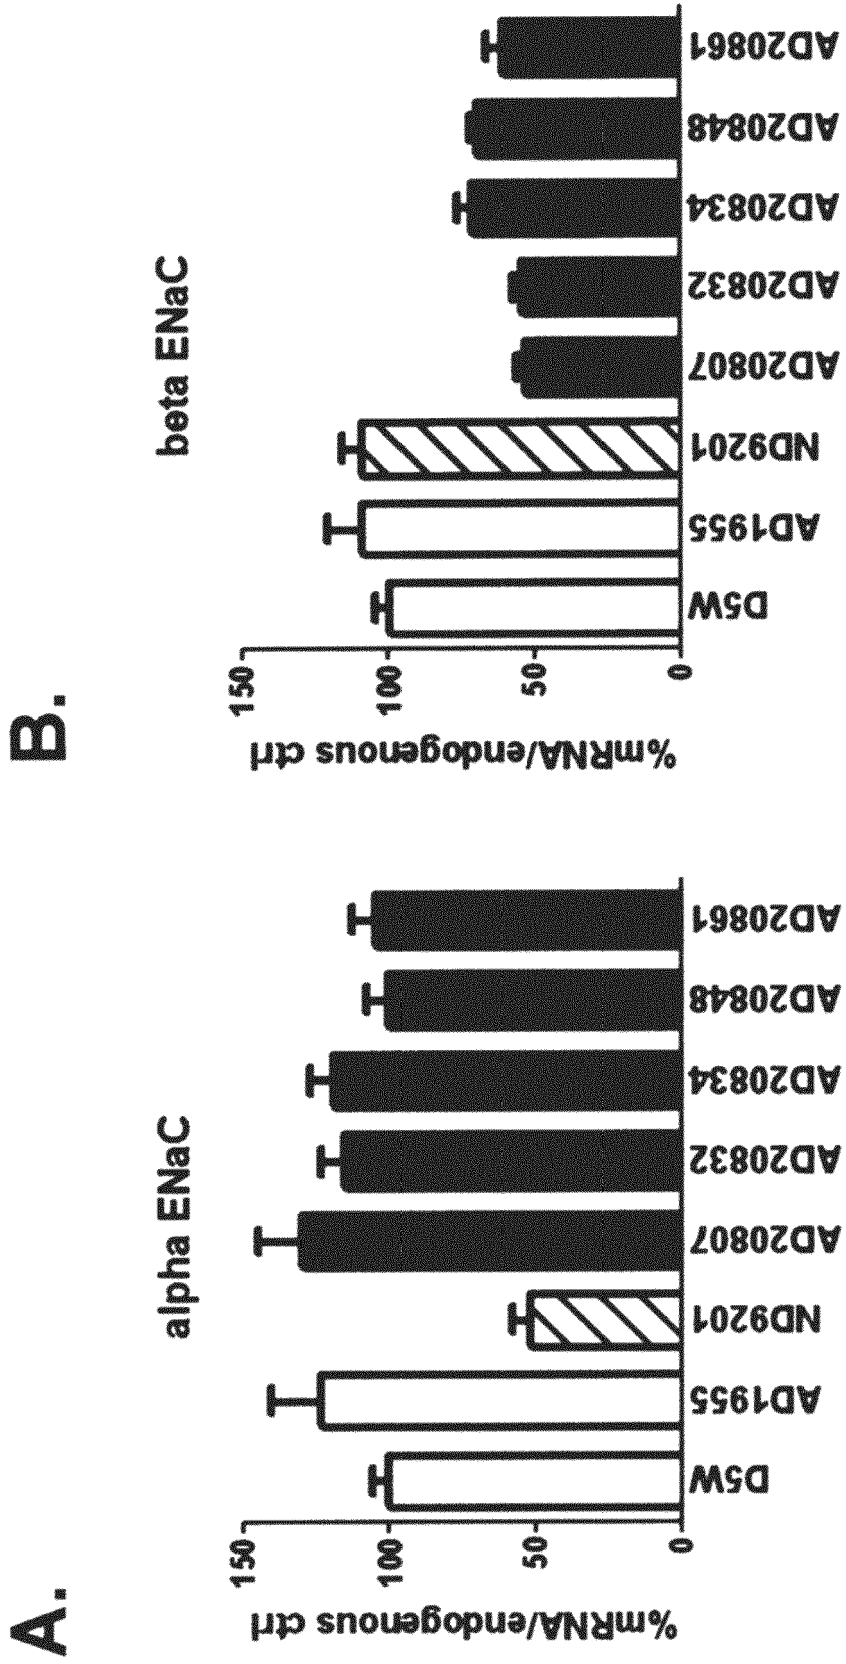 A.
alpha ENaC
%mRNA/endogenous ctrl
150
100
50
0
D5W
AD1955
ND9201
AD20807
AD20832
AD20834
AD20848
AD20861
B.
beta ENaC
%mRNA/endogenous ctrl
150
100
50
0
D5W
AD1955
ND9201
AD20807
AD20832
AD20834
AD20848
AD20861